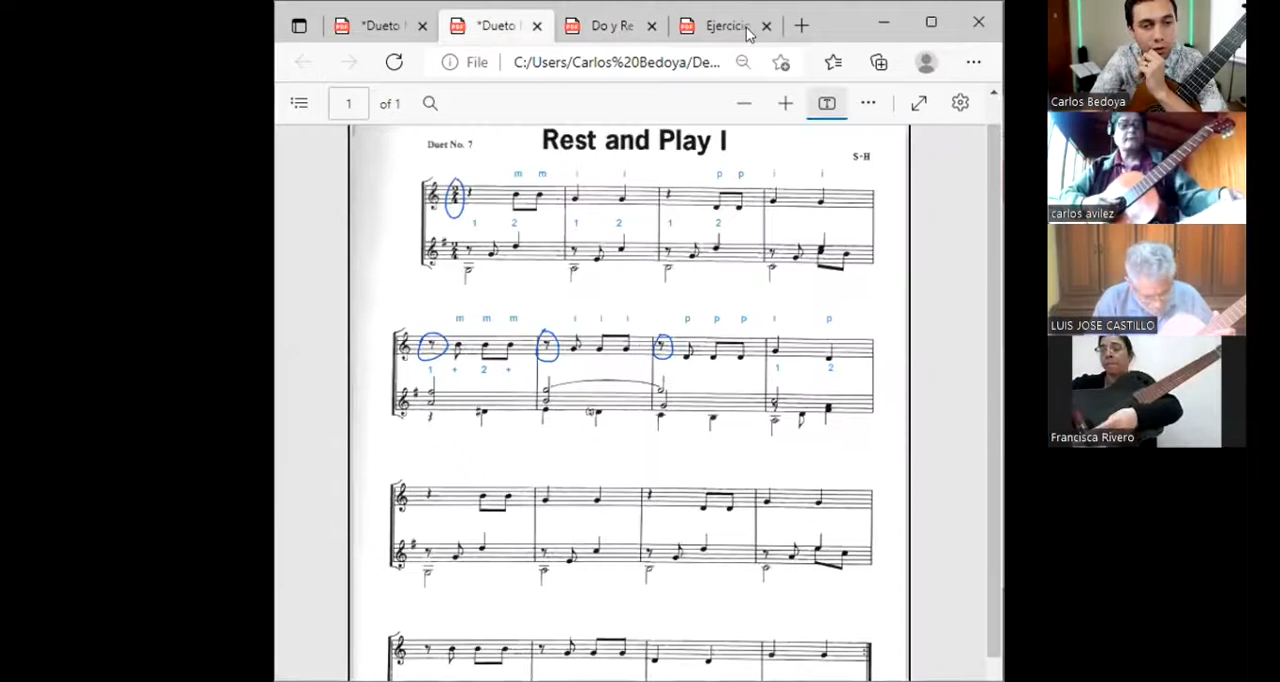 *Dueto
*Dueto
Do y Re
Ejercicio
File C:/Users/Carlos%20Bedoya/De...
1 of 1
Rest and Play I
Duet No. 7
S-H
m m i i p p i i
1 2 1 2 1 2
m m m i i i p p p i p
1 + 2 + 1 2
Carlos Bedoya
carlos avilez
LUIS JOSE CASTILLO
Francisca Rivero